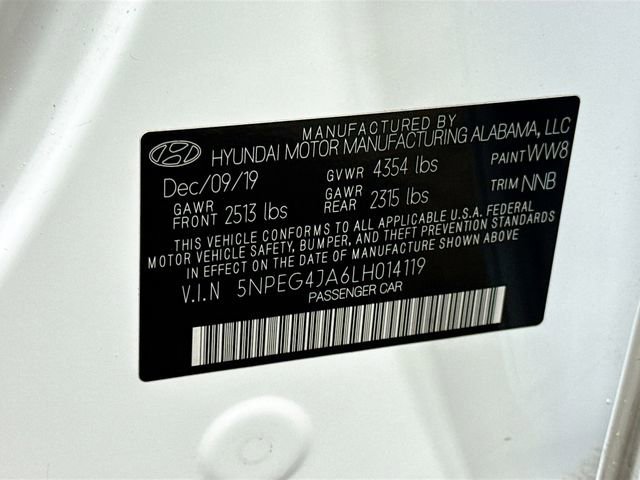 MANUFACTURED BY
HYUNDAI MOTOR MANUFACTURING ALABAMA, LLC
Dec/09/19 GVWR 4354 lbs PAINT WW8
GAWR FRONT 2513 lbs GAWR REAR 2315 lbs TRIM NNB
THIS VEHICLE CONFORMS TO ALL APPLICABLE U.S.A. FEDERAL
MOTOR VEHICLE SAFETY, BUMPER, AND THEFT PREVENTION STANDARDS
IN EFFECT ON THE DATE OF MANUFACTURE SHOWN ABOVE
V.I.N 5NPEG4JA6LH014119
PASSENGER CAR